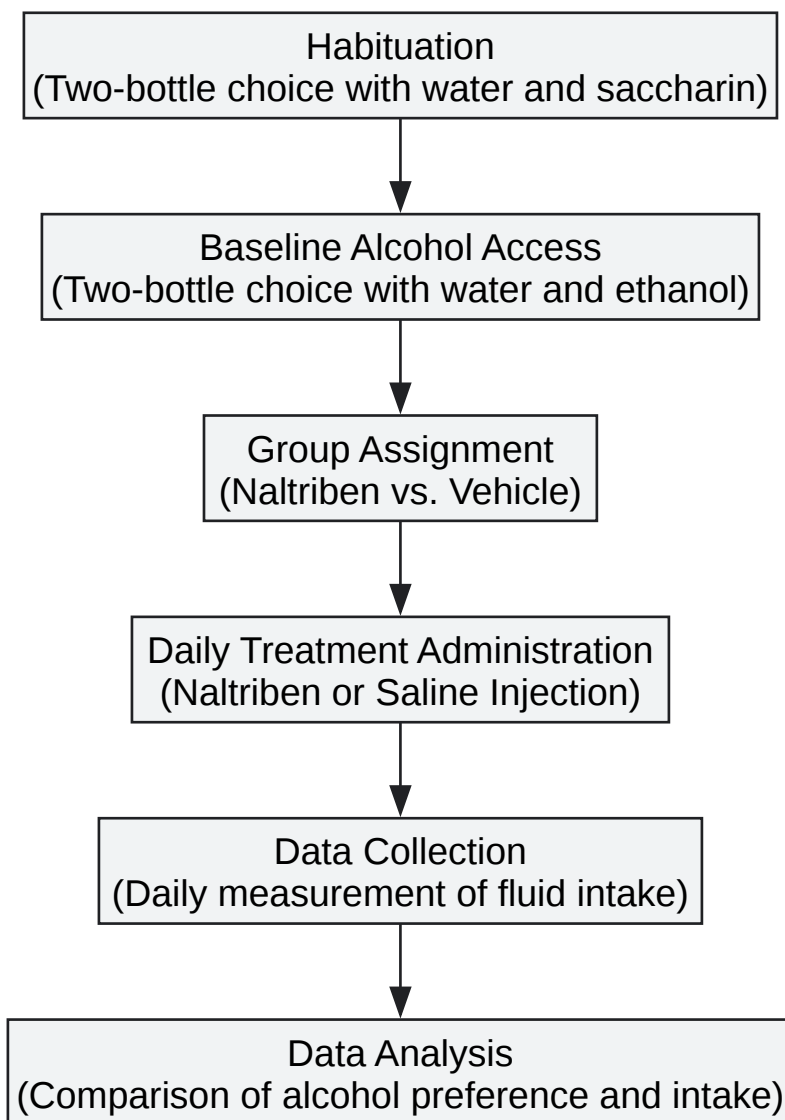 Habituation
(Two-bottle choice with water and saccharin)
Baseline Alcohol Access
(Two-bottle choice with water and ethanol)
Group Assignment
(Naltriben vs. Vehicle)
Daily Treatment Administration
(Naltriben or Saline Injection)
Data Collection
(Daily measurement of fluid intake)
Data Analysis
(Comparison of alcohol preference and intake)